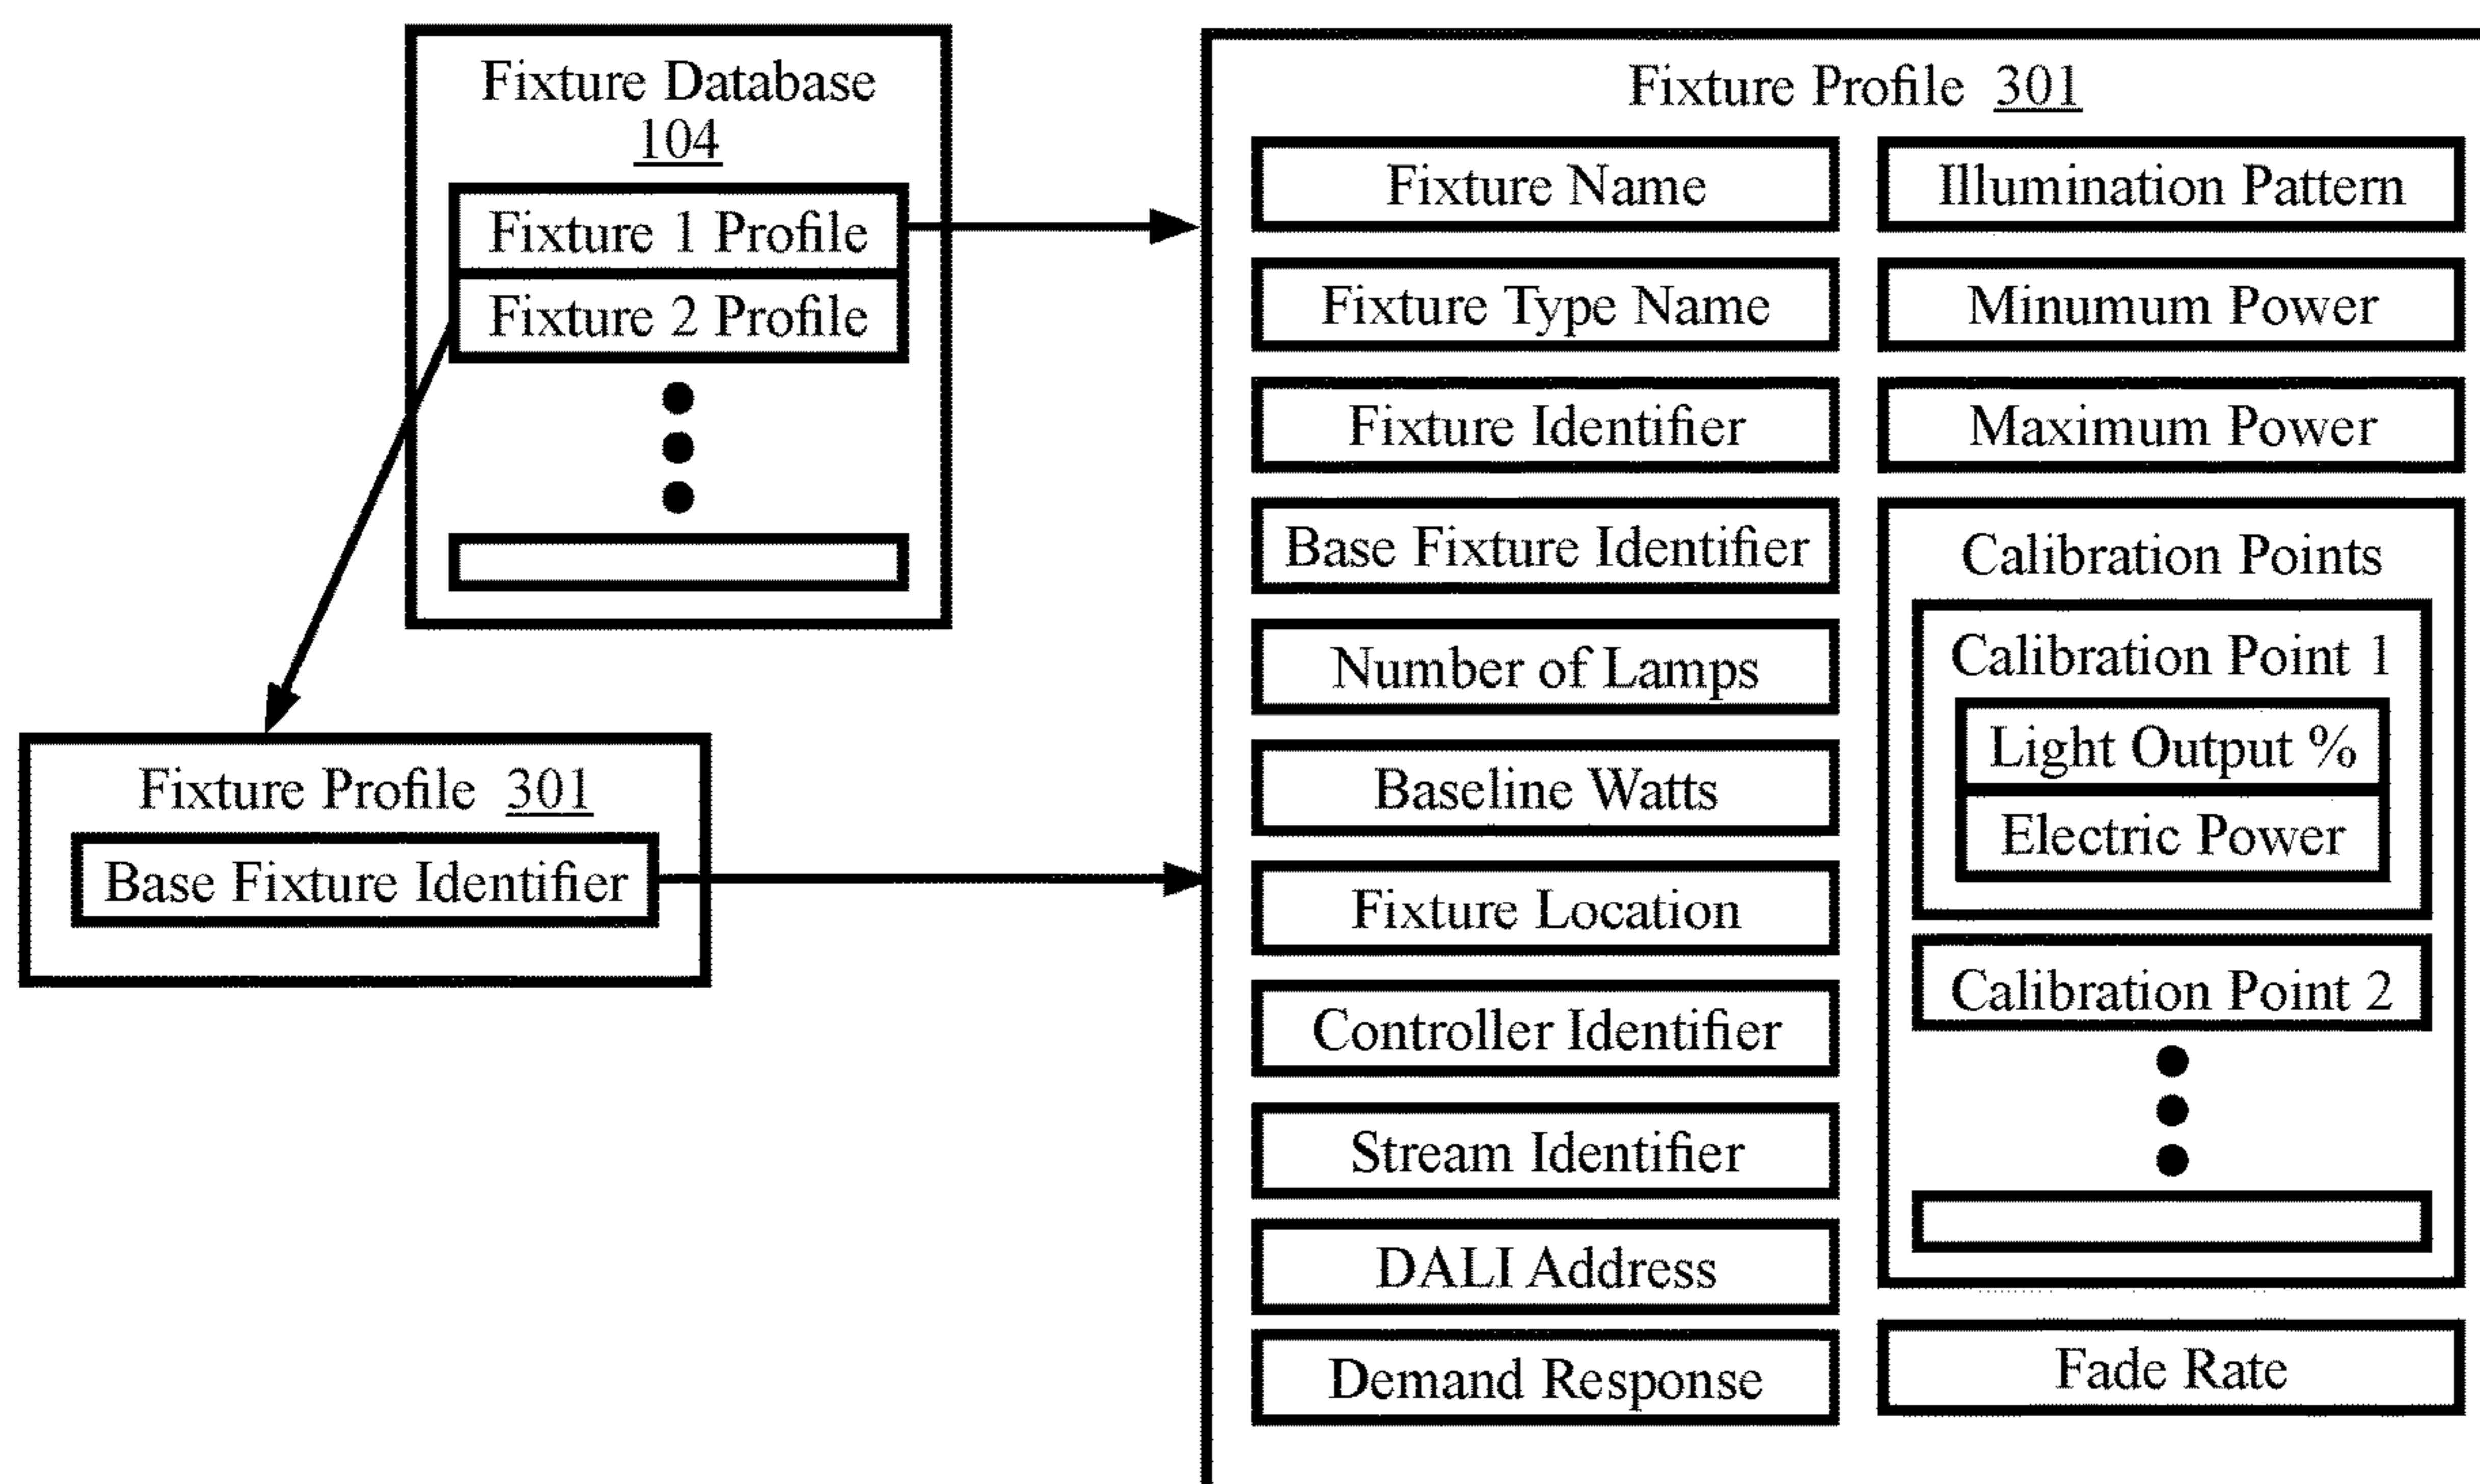 Fixture Database
104
Fixture 1 Profile
Fixture 2 Profile
Fixture Profile 301
Base Fixture Identifier
Fixture Profile 301
Fixture Name
Fixture Type Name
Fixture Identifier
Base Fixture Identifier
Number of Lamps
Baseline Watts
Fixture Location
Controller Identifier
Stream Identifier
DALI Address
Demand Response
Illumination Pattern
Minumum Power
Maximum Power
Calibration Points
Calibration Point 1
Light Output %
Electric Power
Calibration Point 2
Fade Rate